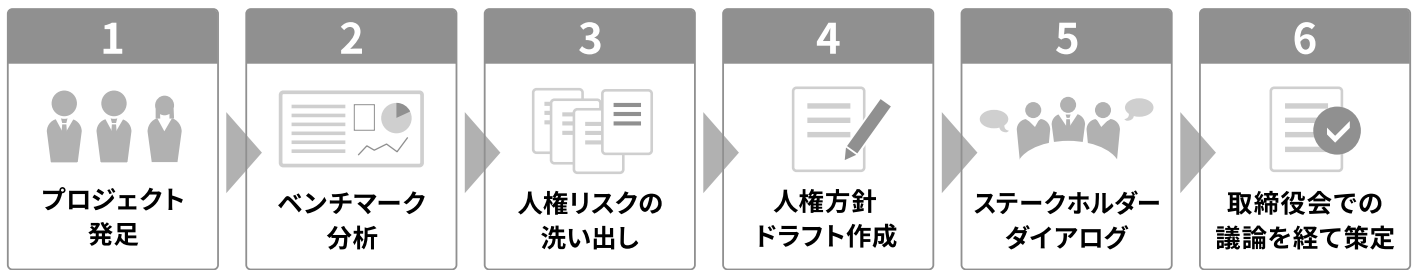 1
プロジェクト
発足
2
ベンチマーク
分析
3
人権リスクの
洗い出し
4
人権方針
ドラフト作成
5
ステークホルダー
ダイアログ
6
取締役会での
議論を経て策定